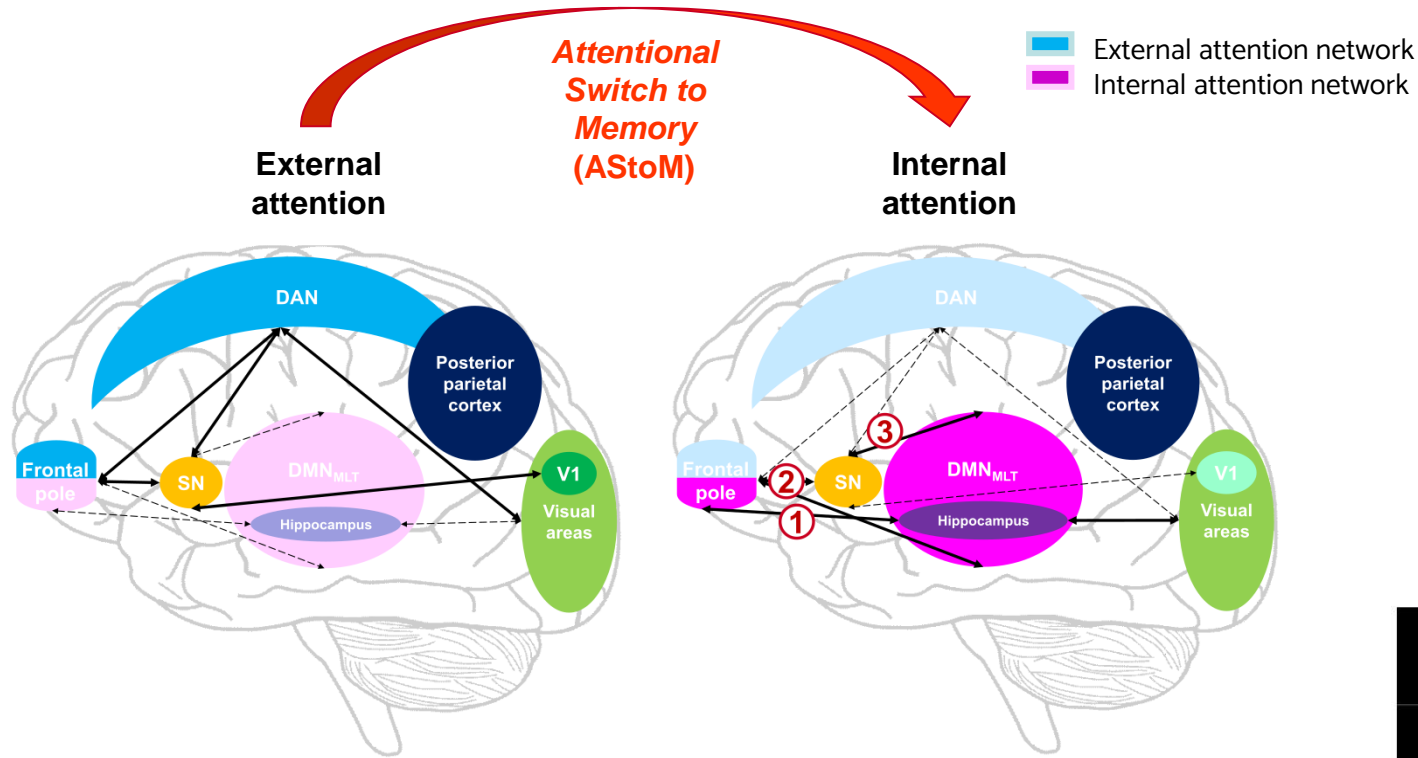 Attentional
Switch to
Memory
(AStoM)
External attention network
Internal attention network
External
attention
Internal
attention
DAN
Posterior
parietal
cortex
Frontal
pole
SN
DMN_MLT
Hippocampus
V1
Visual
areas
DAN
Posterior
parietal
cortex
3
Frontal
pole
2
SN
DMN_MLT
1
Hippocampus
V1
Visual
areas